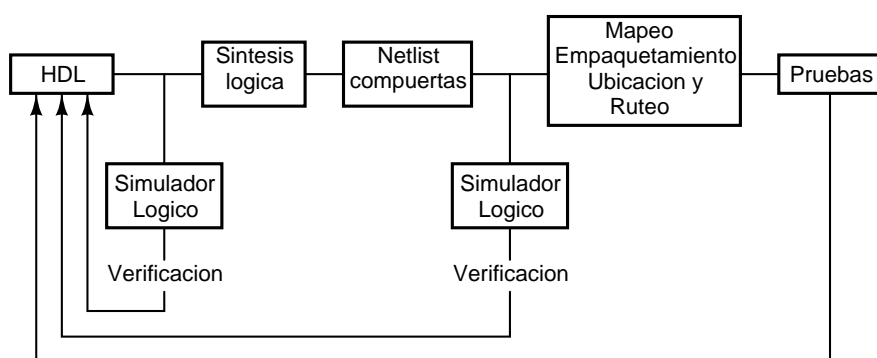 HDL
Sintesis
logica
Netlist
compuertas
Mapeo
Empaquetamiento
Ubicacion y
Ruteo
Pruebas
Simulador
Logico
Verificacion
Simulador
Logico
Verificacion